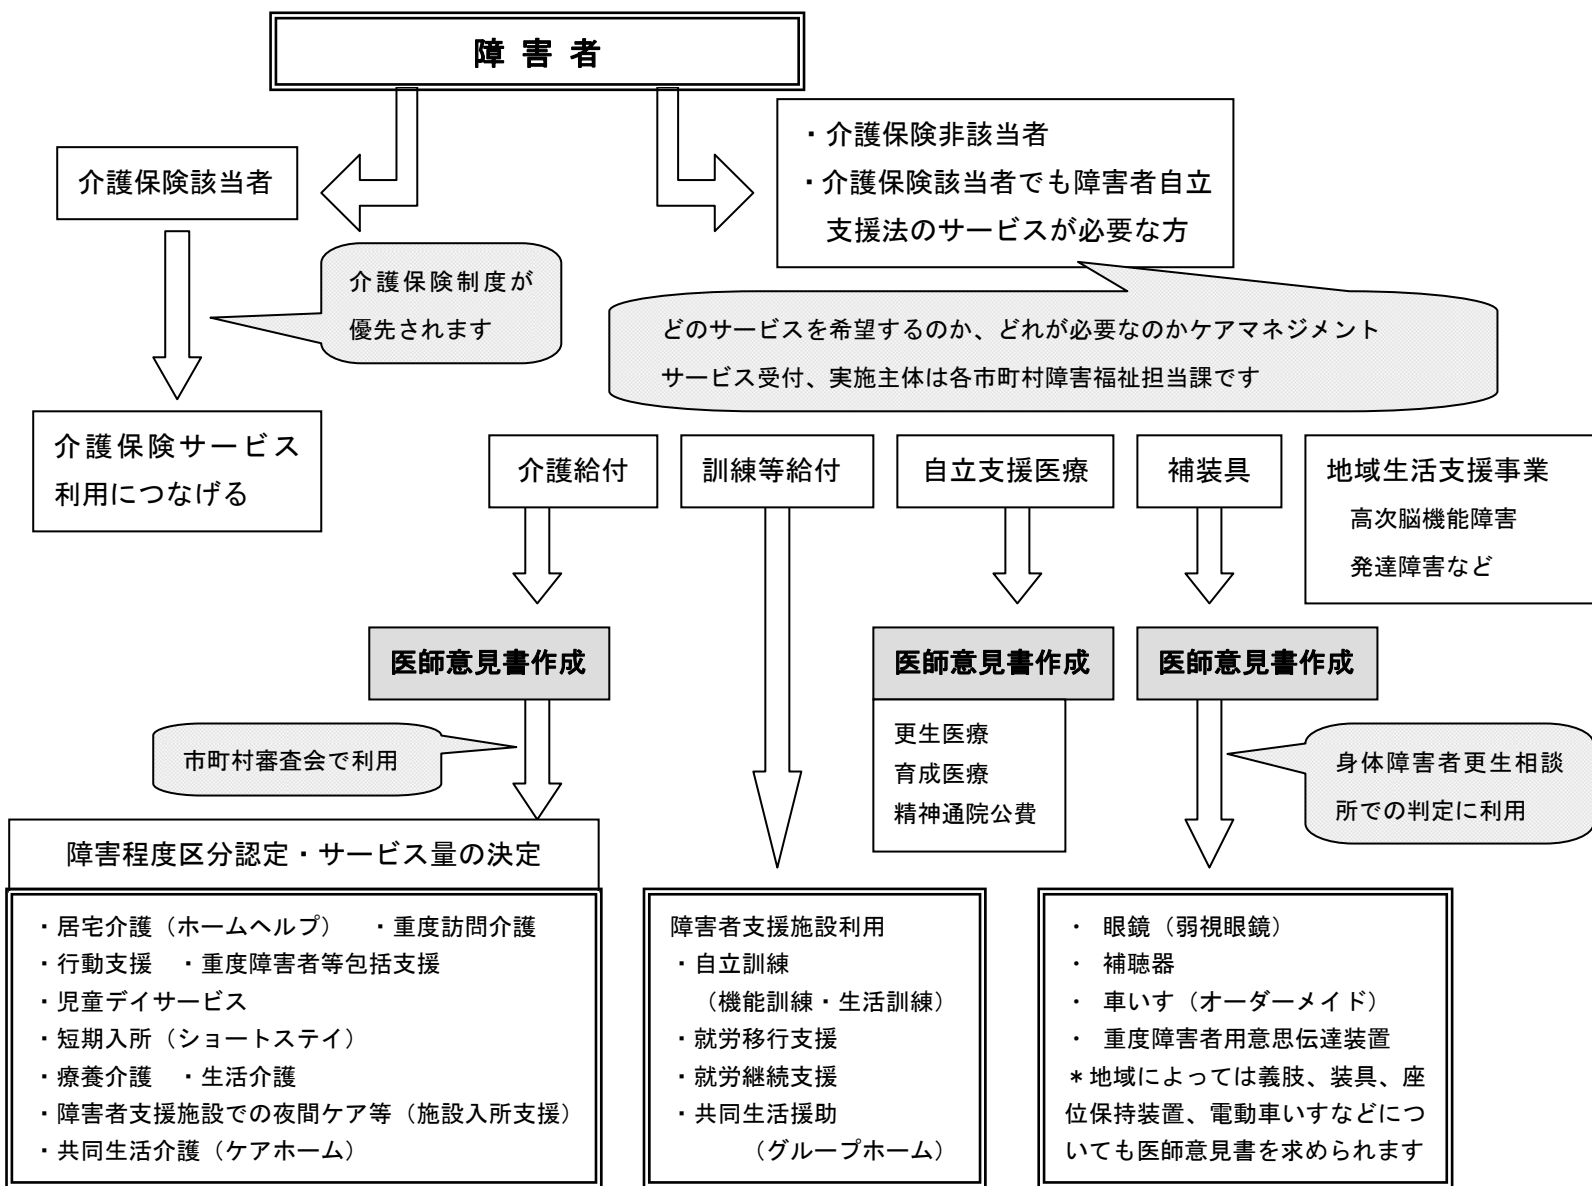 障 害 者
介護保険該当者
・介護保険非該当者
・介護保険該当者でも障害者自立
支援法のサービスが必要な方
介護保険制度が
優先されます
どのサービスを希望するのか、どれが必要なのかケアマネジメント
サービス受付、実施主体は各市町村障害福祉担当課です
介護保険サービス
利用につなげる
介護給付
訓練等給付
自立支援医療
補装具
地域生活支援事業
高次脳機能障害
発達障害など
医師意見書作成
医師意見書作成
医師意見書作成
市町村審査会で利用
更生医療
育成医療
精神通院公費
身体障害者更生相談
所での判定に利用
障害程度区分認定・サービス量の決定
・居宅介護（ホームヘルプ）　・重度訪問介護
・行動支援　・重度障害者等包括支援
・児童デイサービス
・短期入所（ショートステイ）
・療養介護　・生活介護
・障害者支援施設での夜間ケア等（施設入所支援）
・共同生活介護（ケアホーム）
障害者支援施設利用
・自立訓練
（機能訓練・生活訓練）
・就労移行支援
・就労継続支援
・共同生活援助
（グループホーム）
・ 眼鏡（弱視眼鏡）
・ 補聴器
・ 車いす（オーダーメイド）
・ 重度障害者用意思伝達装置
＊地域によっては義肢、装具、座
位保持装置、電動車いすなどにつ
いても医師意見書を求められます